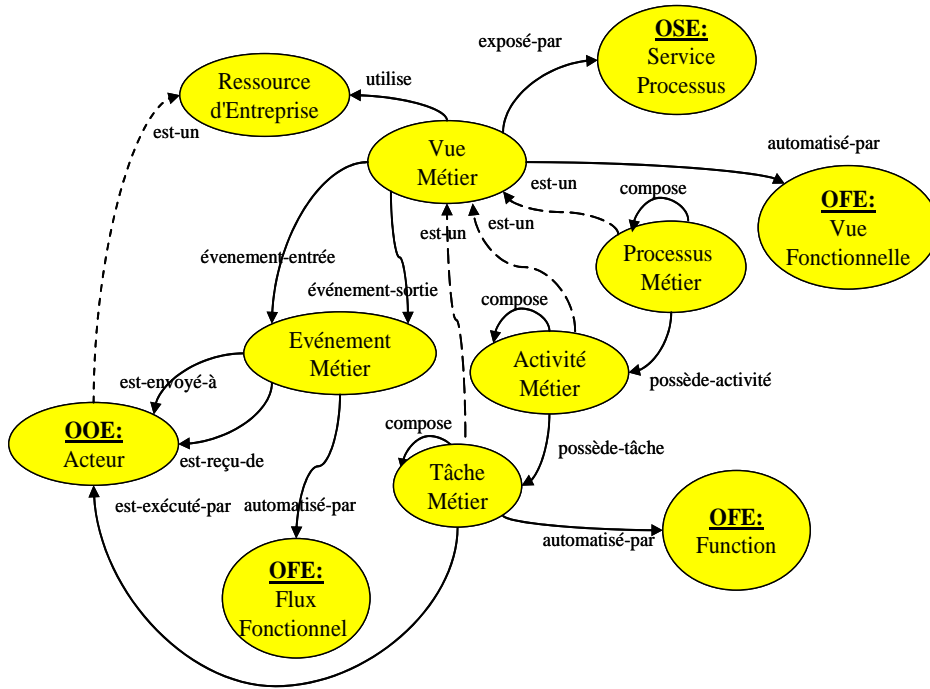 OSE:
Service
Processus
exposé-par
Ressource
d'Entreprise
utilise
est-un
Vue
Métier
automatisé-par
est-un
compose
OFE:
Vue
Fonctionnelle
est-un
est-un
Processus
Métier
évenement-entrée
événement-sortie
compose
Evénement
Métier
Activité
Métier
possède-activité
est-envoyé-à
OOE:
Acteur
compose
est-reçu-de
possède-tâche
Tâche
Métier
est-exécuté-par
automatisé-par
OFE:
Function
automatisé-par
OFE:
Flux
Fonctionnel